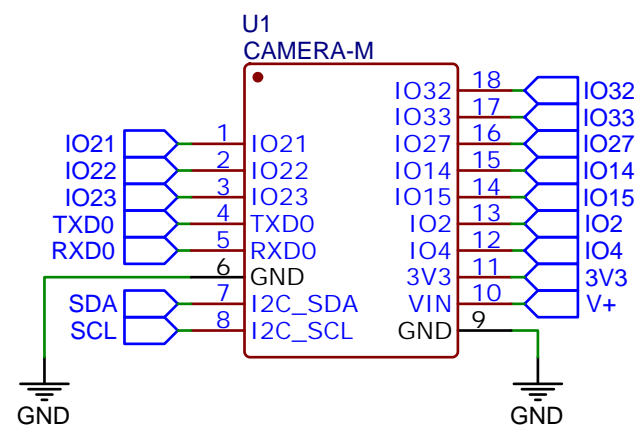 U1
CAMERA-M
IO32 18 IO32
IO33 17 IO33
IO21 1 IO21 IO27 16 IO27
IO22 2 IO22 IO14 15 IO14
IO23 3 IO23 IO15 14 IO15
TXD0 4 TXD0 IO2 13 IO2
RXD0 5 RXD0 IO4 12 IO4
6 GND 3V3 11 3V3
SDA 7 I2C_SDA VIN 10 V+
SCL 8 I2C_SCL GND 9
GND GND